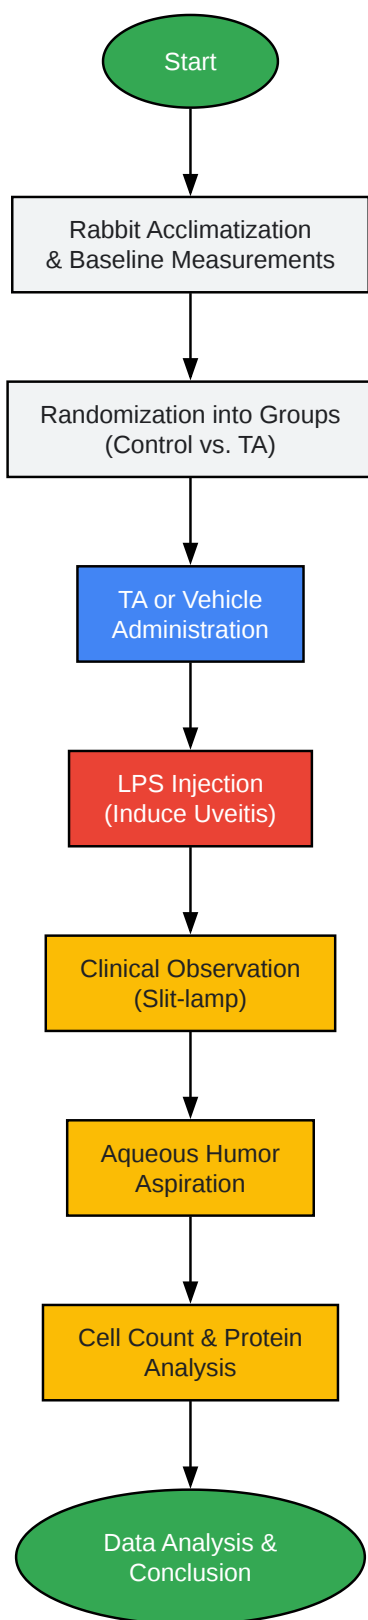 Start
Rabbit Acclimatization
& Baseline Measurements
Randomization into Groups
(Control vs. TA)
TA or Vehicle
Administration
LPS Injection
(Induce Uveitis)
Clinical Observation
(Slit-lamp)
Aqueous Humor
Aspiration
Cell Count & Protein
Analysis
Data Analysis &
Conclusion